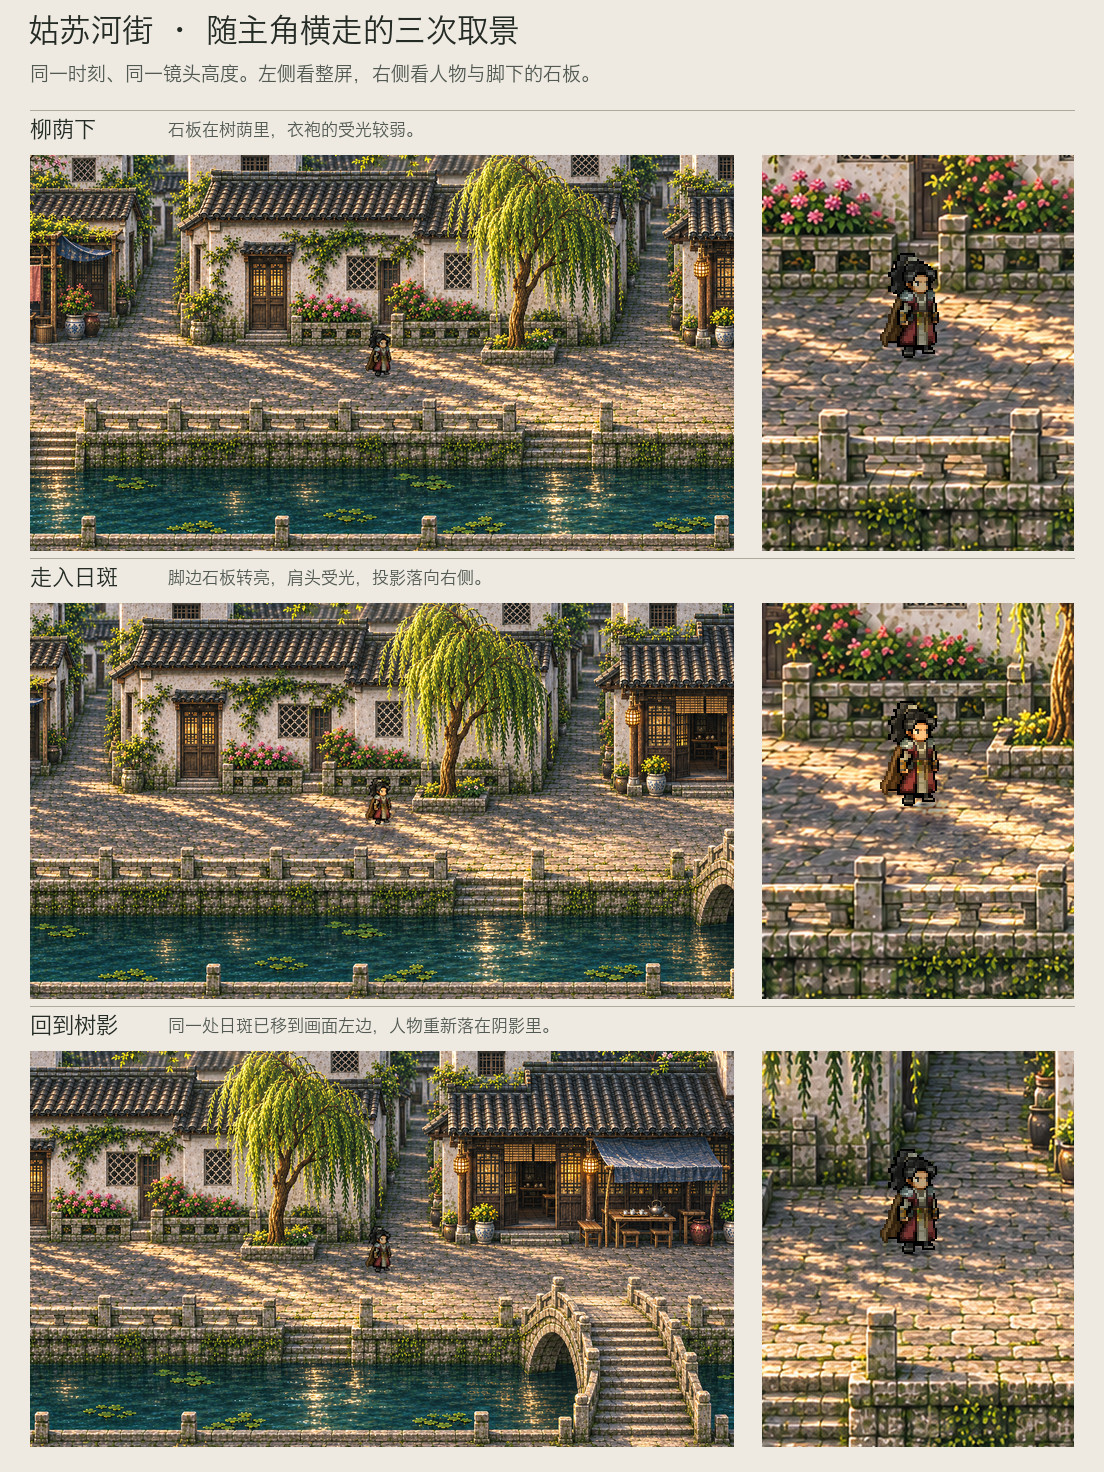 姑苏河街 · 随主角横走的三次取景
同一时刻、同一镜头高度。左侧看整屏，右侧看人物与脚下的石板。
柳荫下 石板在树荫里，衣袍的受光较弱。
走入日斑 脚边石板转亮，肩头受光，投影落向右侧。
回到树影 同一处日斑已移到画面左边，人物重新落在阴影里。